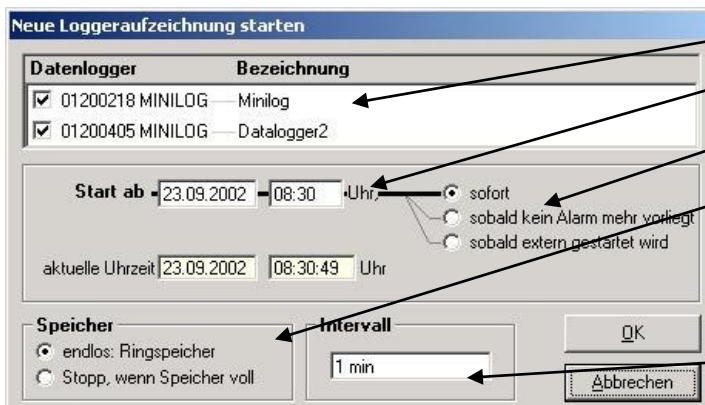 Neue Loggeraufzeichnung starten
Datenlogger Bezeichnung
01200218 MINILOG Minilog
01200405 MINILOG Datalogger2
Start ab 23.09.2002 08:30 Uhr, sofort
sobald kein Alarm mehr vorliegt
sobald extern gestartet wird
aktuelle Uhrzeit 23.09.2002 08:30:49 Uhr
Speicher
endlos: Ringspeicher
Stopp, wenn Speicher voll
Intervall
1 min
OK
Abbrechen